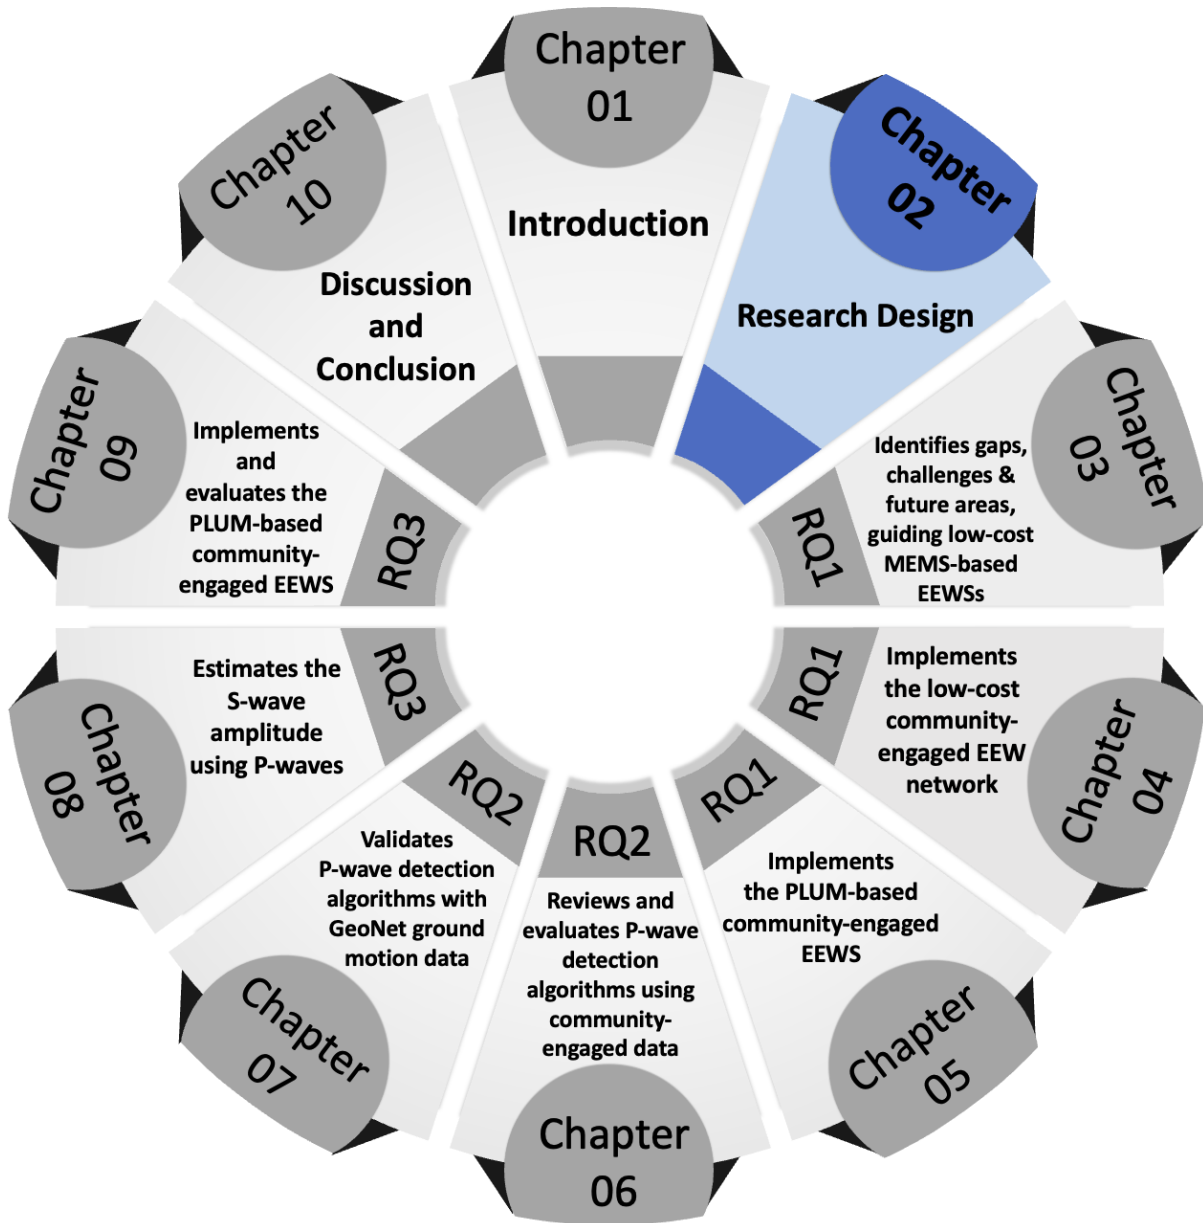 Chapter
01
Introduction
Chapter
02
Research Design
Chapter
03
Identifies gaps,
challenges &
future areas,
guiding low-cost
MEMS-based
EEWSs
RQ1
Chapter
04
Implements
the low-cost
community-
engaged EEW
network
RQ1
Chapter
05
Implements
the PLUM-based
community-engaged
EEWS
RQ1
Chapter
06
Reviews and
evaluates P-wave
detection
algorithms using
community-
engaged data
RQ2
Chapter
07
Validates
P-wave detection
algorithms with
GeoNet ground
motion data
RQ2
Chapter
08
Estimates the
S-wave
amplitude
using P-waves
RQ3
Chapter
09
Implements
and
evaluates the
PLUM-based
community-
engaged EEWS
RQ3
Chapter
10
Discussion
and
Conclusion